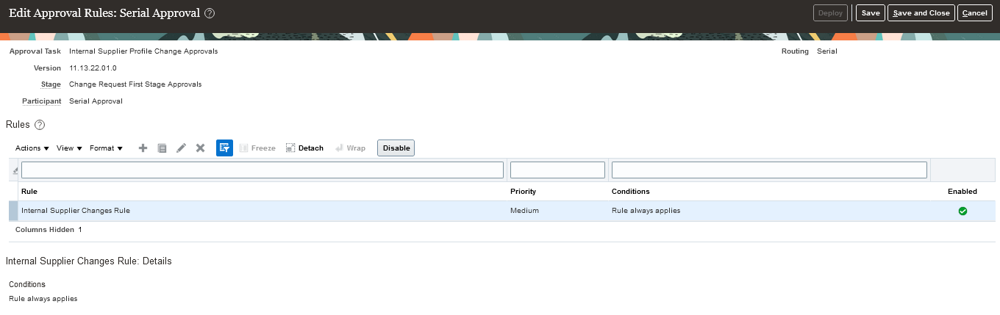 Edit Approval Rules: Serial Approval ?
Deploy Save Save and Close Cancel
Approval Task Internal Supplier Profile Change Approvals Routing Serial
Version 11.13.22.01.0
Stage Change Request First Stage Approvals
Participant Serial Approval
Rules ?
Actions View Format Freeze Detach Wrap Disable
Rule Priority Conditions Enabled
Internal Supplier Changes Rule Medium Rule always applies
Columns Hidden 1
Internal Supplier Changes Rule: Details
Conditions
Rule always applies